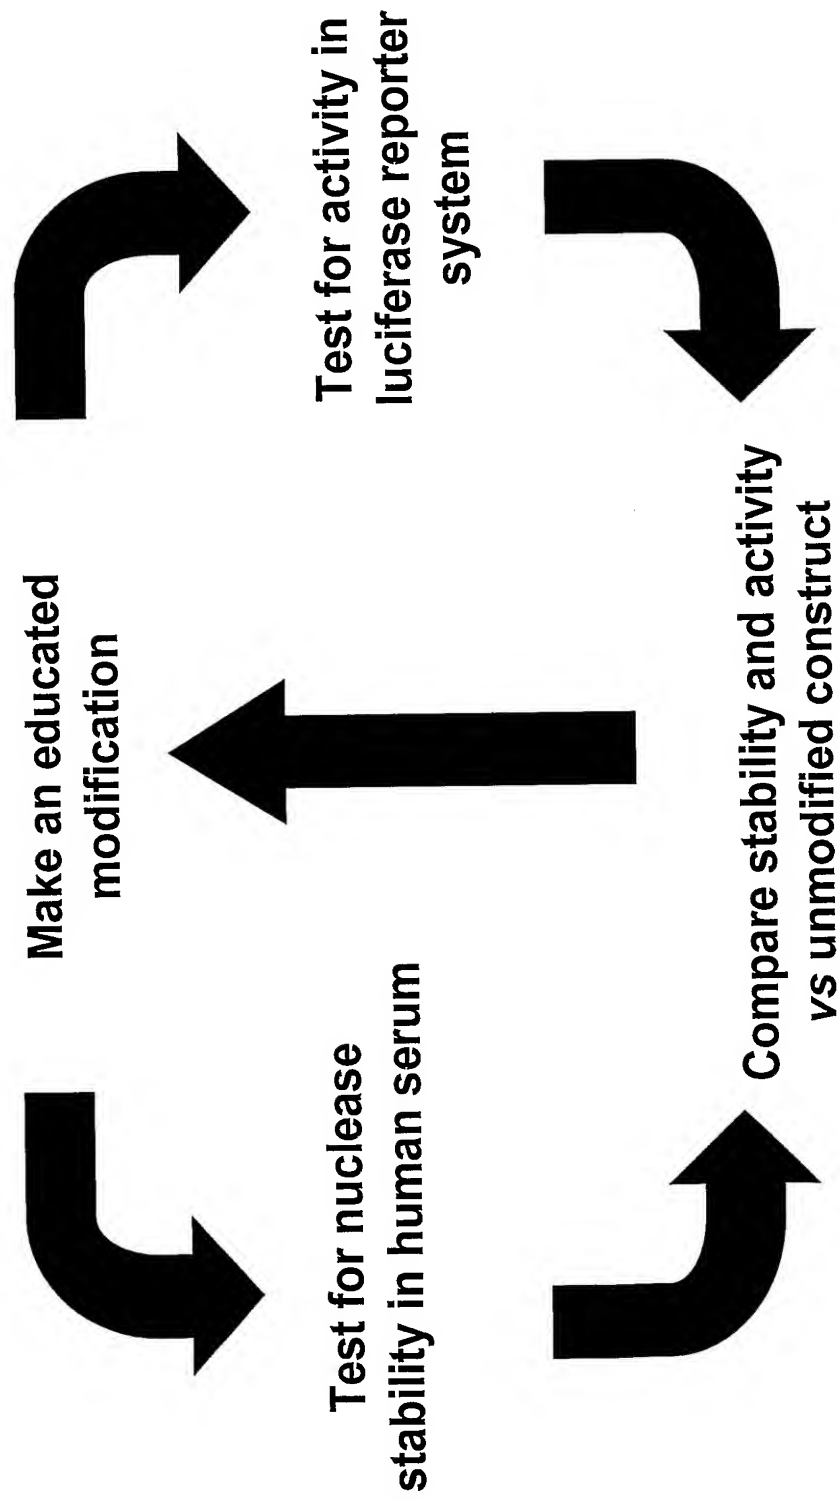 Make an educated
modification
Test for nuclease
stability in human serum
Test for activity in
luciferase reporter
system
Compare stability and activity
vs unmodified construct